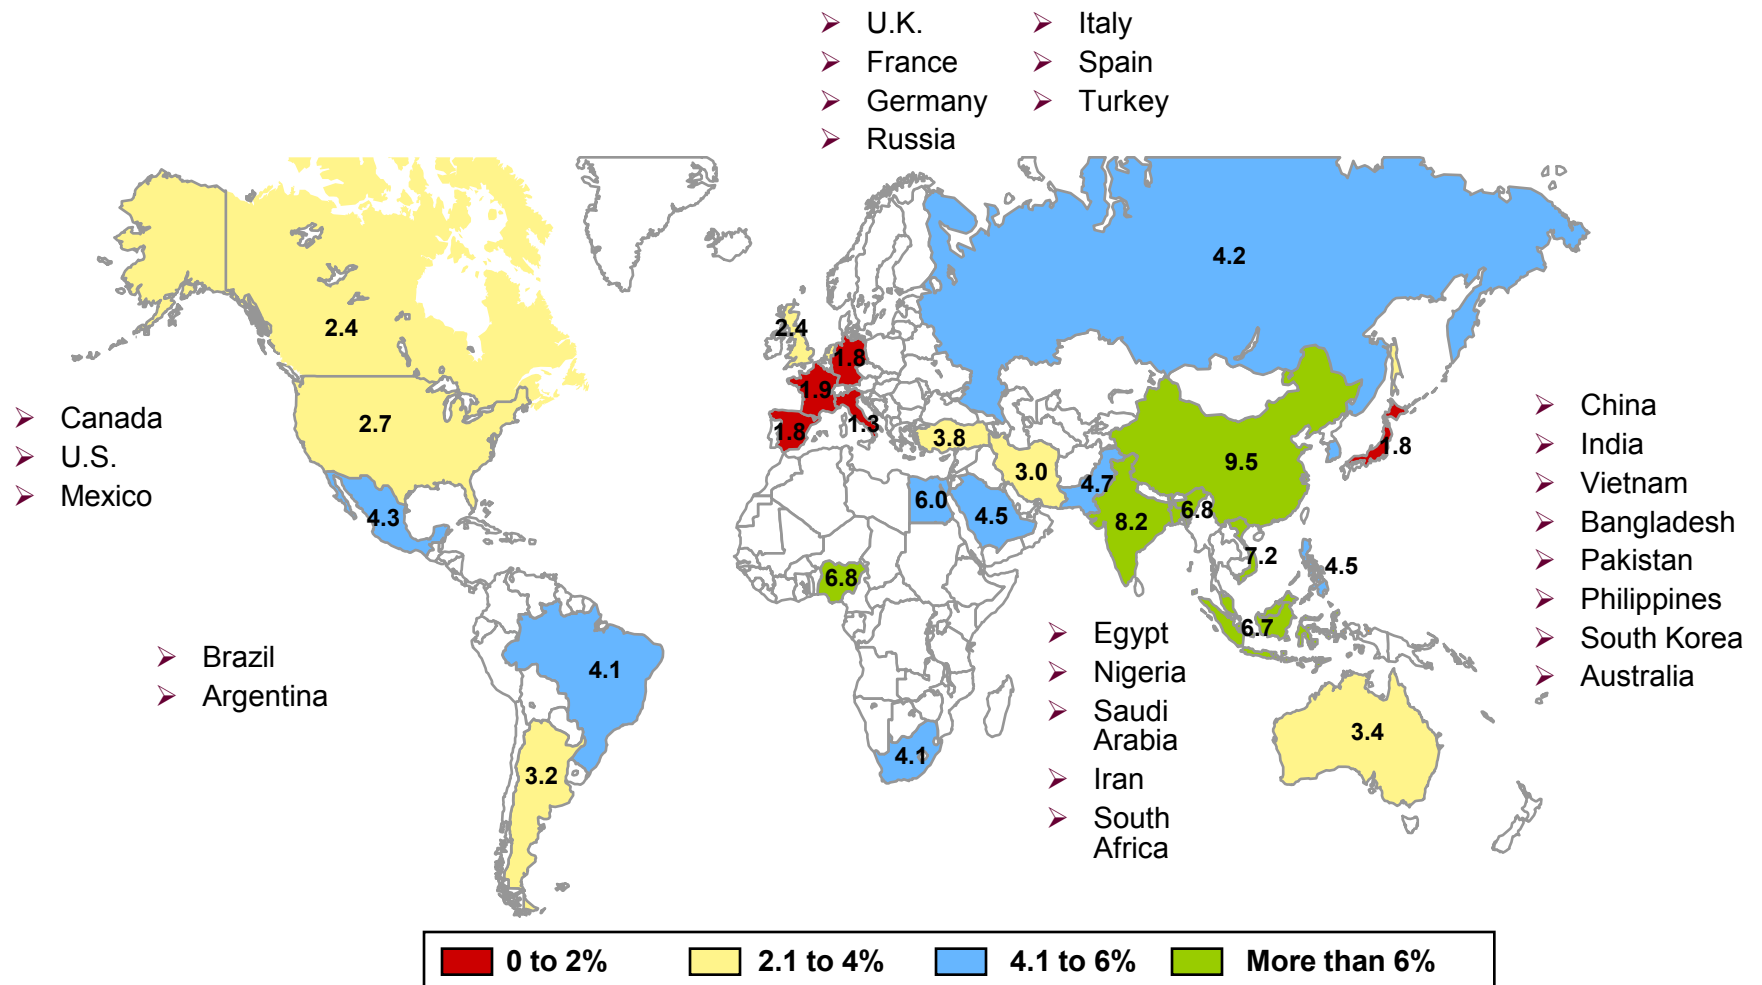 U.K.
France
Germany
Russia
Italy
Spain
Turkey
4.2
2.4
2.4
1.8
1.9
1.8
1.3
2.7
3.8
3.0
4.7
9.5
1.8
Canada
U.S.
Mexico
4.3
6.0
4.5
8.2
6.8
7.2
4.5
6.8
6.7
China
India
Vietnam
Bangladesh
Pakistan
Philippines
South Korea
Australia
Brazil
Argentina
4.1
3.2
4.1
3.4
Egypt
Nigeria
Saudi
Arabia
Iran
South
Africa
0 to 2%
2.1 to 4%
4.1 to 6%
More than 6%